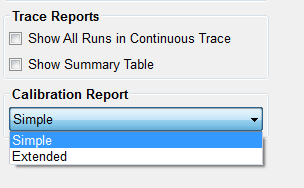 Trace Reports
Show All Runs in Continuous Trace
Show Summary Table
Calibration Report
Simple
Simple
Extended